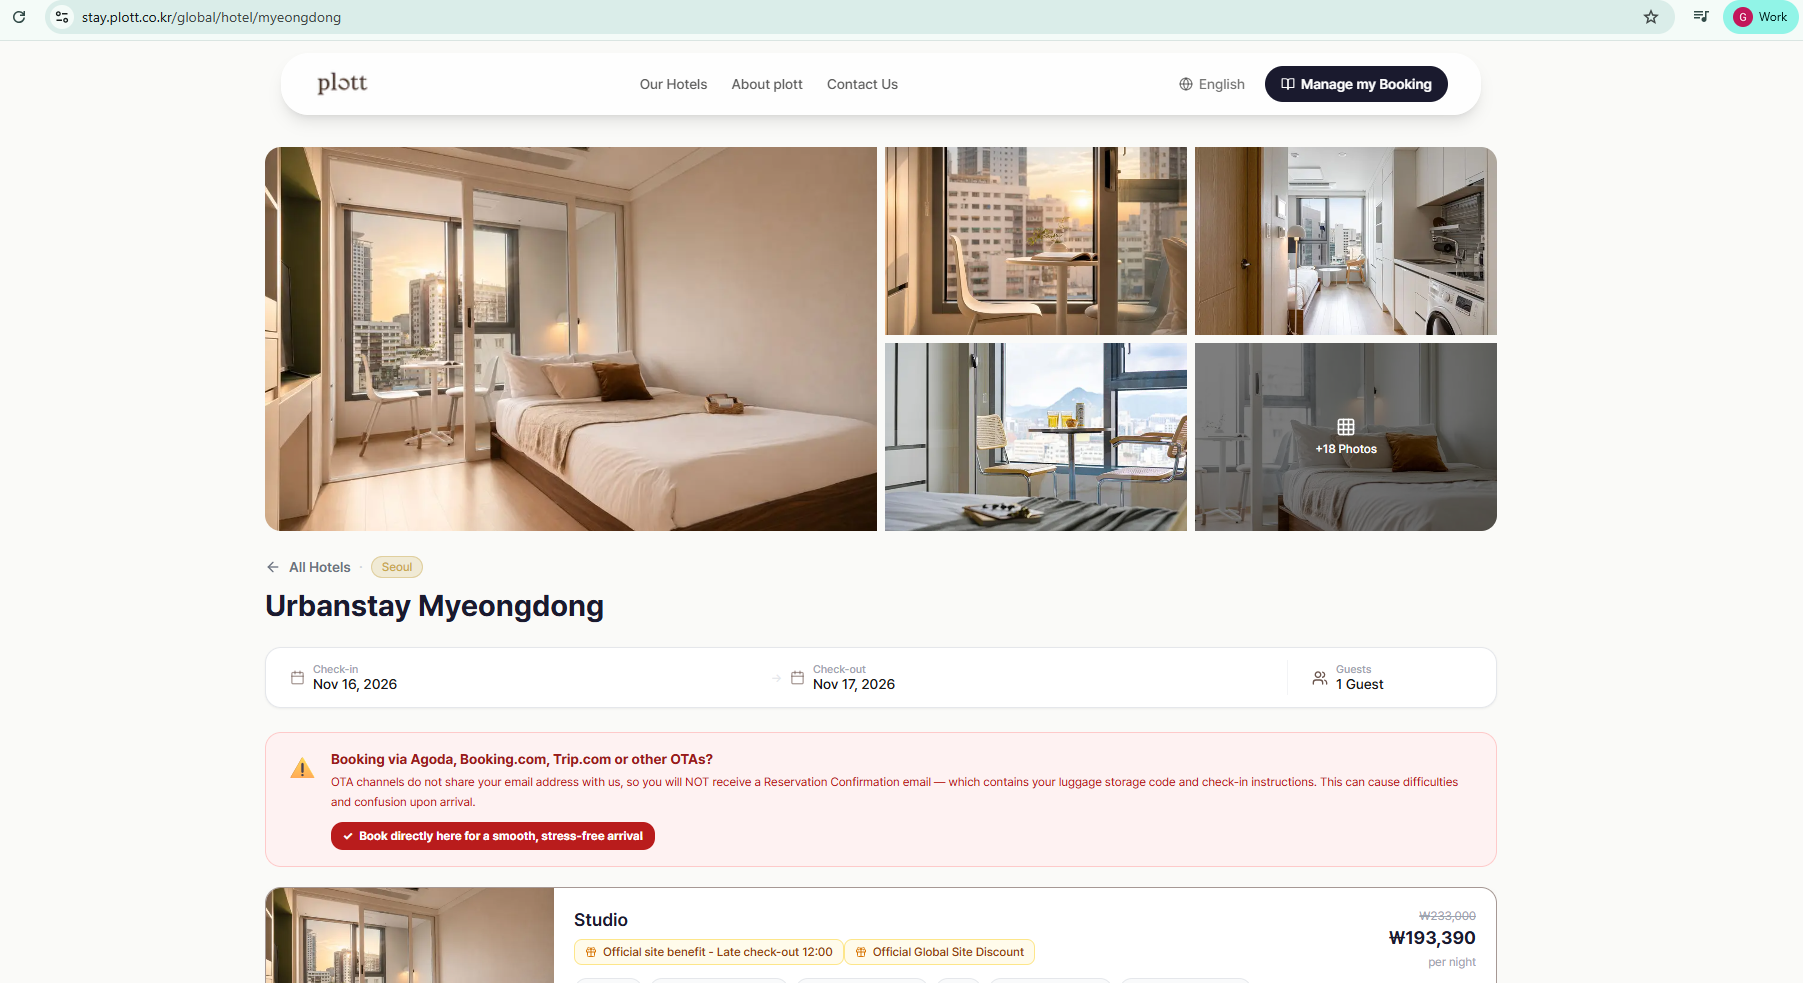 stay.plott.co.kr/global/hotel/myeongdong
G Work
plott
Our Hotels About plott Contact Us
English
Manage my Booking
+18 Photos
All Hotels · Seoul
Urbanstay Myeongdong
Check-in
Nov 16, 2026
Check-out
Nov 17, 2026
Guests
1 Guest
Booking via Agoda, Booking.com, Trip.com or other OTAs?
OTA channels do not share your email address with us, so you will NOT receive a Reservation Confirmation email — which contains your luggage storage code and check-in instructions. This can cause difficulties
and confusion upon arrival.
Book directly here for a smooth, stress-free arrival
Studio
Official site benefit - Late check-out 12:00
Official Global Site Discount
₩233,000
₩193,390
per night